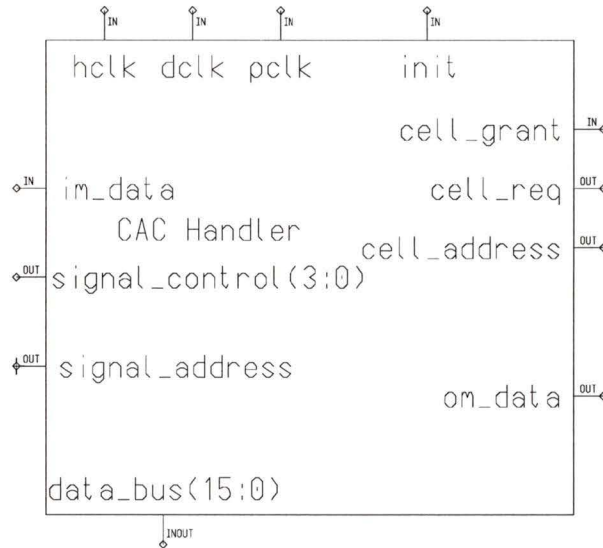 IN IN IN IN
hclk dclk pclk init
cell_grant IN
IN im_data cell_req OUT
CAC Handler
cell_address OUT
OUT signal_control(3:0)
OUT signal_address
om_data OUT
data_bus(15:0)
INOUT